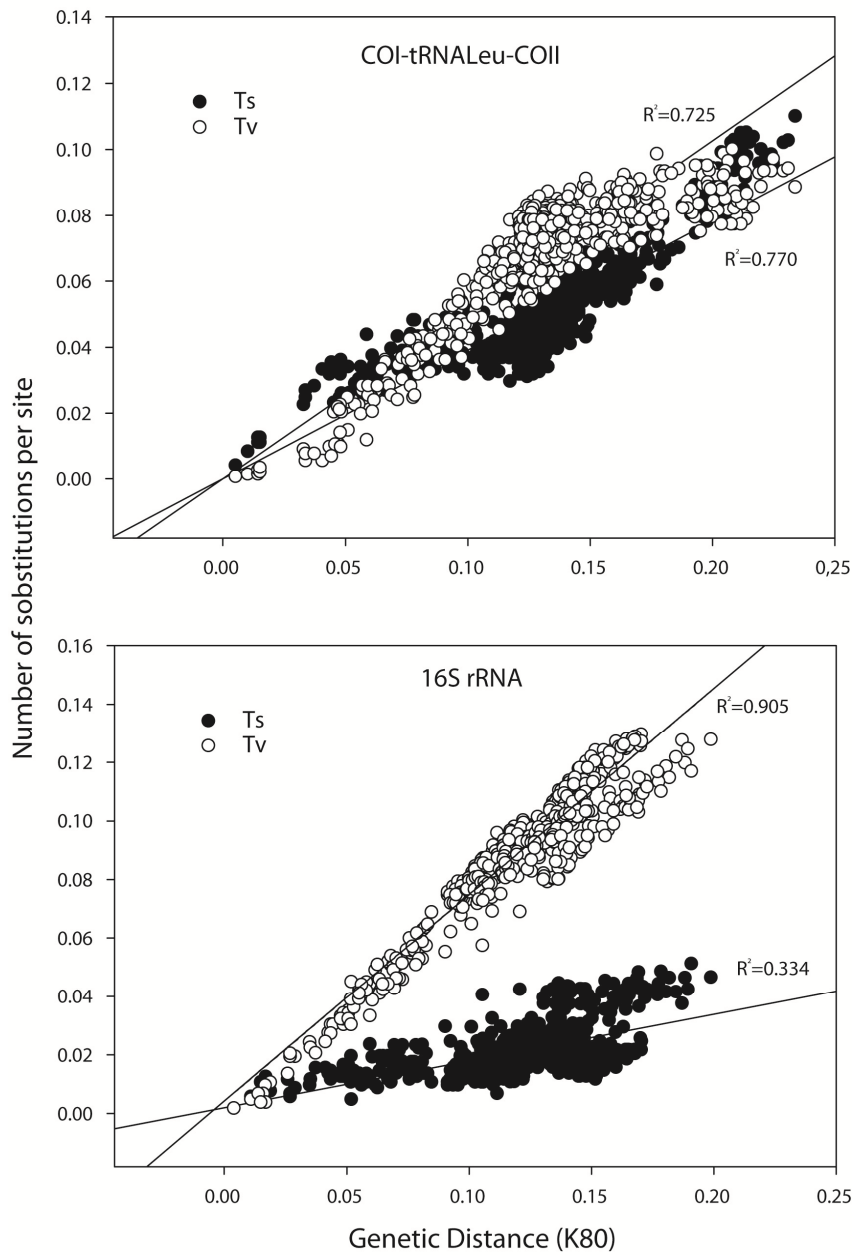 0.14
COI-tRNALeu-COII
0.12
Ts
R²=0.725
Tv
0.10
0.08
R²=0.770
0.06
0.04
0.02
0.00
0.00 0.05 0.10 0.15 0.20 0,25
Number of sobstitutions per site
0.16
16S rRNA
R²=0.905
0.14
Ts
Tv
0.12
0.10
0.08
0.06
R²=0.334
0.04
0.02
0.00
0.00 0.05 0.10 0.15 0.20 0.25
Genetic Distance (K80)